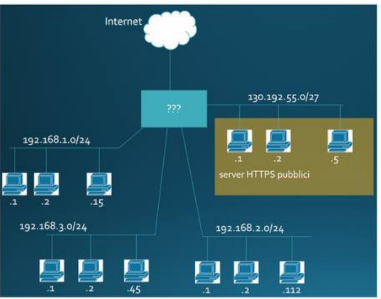 Internet
???
130.192.55.0/27
.1 .2 .5
server HTTPS pubblici
192.168.1.0/24
.1 .2 .15
192.168.3.0/24
.1 .2 .45
192.168.2.0/24
.1 .2 .112